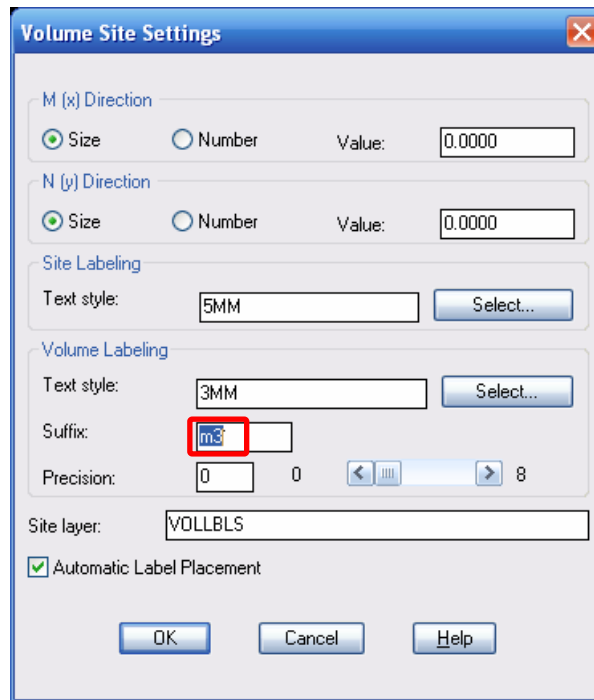 Volume Site Settings
M (x) Direction
Size Number Value: 0.0000
N (y) Direction
Size Number Value: 0.0000
Site Labeling
Text style: 5MM Select...
Volume Labeling
Text style: 3MM Select...
Suffix: m3
Precision: 0 0 8
Site layer: VOLLBLS
Automatic Label Placement
OK Cancel Help